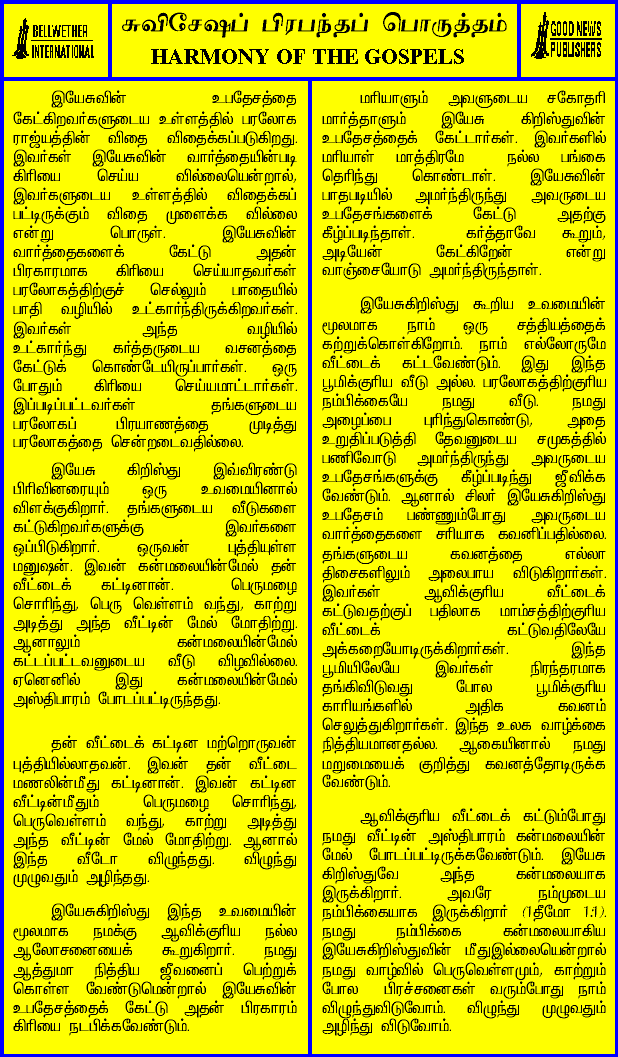 BELLWETHER
INTERNATIONAL
சுவிசேஷப் பிரபந்தப் பொருத்தம்
HARMONY OF THE GOSPELS
GOOD NEWS
PUBLISHERS
இயேசுவின் உபதேசத்தை
கேட்கிறவர்களுடைய உள்ளத்தில் பரலோக
ராஜ்யத்தின் விதை விதைக்கப்படுகிறது.
இவர்கள் இயேசுவின் வார்த்தையின்படி
கிரியை செய்ய வில்லையென்றால்,
இவர்களுடைய உள்ளத்தில் விதைக்கப்
பட்டிருக்கும் விதை முளைக்க வில்லை
என்று பொருள். இயேசுவின்
வார்த்தைகளைக் கேட்டு அதன்
பிரகாரமாக கிரியை செய்யாதவர்கள்
பரலோகத்திற்குச் செல்லும் பாதையில்
பாதி வழியில் உட்கார்ந்திருக்கிறவர்கள்.
இவர்கள் அந்த வழியில்
உட்கார்ந்து கர்த்தருடைய வசனத்தை
கேட்டுக் கொண்டேயிருப்பார்கள். ஒரு
போதும் கிரியை செய்யமாட்டார்கள்.
இப்படிப்பட்டவர்கள் தங்களுடைய
பரலோகப் பிரயாணத்தை முடித்து
பரலோகத்தை சென்றடைவதில்லை.
இயேசு கிறிஸ்து இவ்விரண்டு
பிரிவினரையும் ஒரு உவமையினால்
விளக்குகிறார். தங்களுடைய வீடுகளை
கட்டுகிறவர்களுக்கு இவர்களை
ஒப்பிடுகிறார். ஒருவன் புத்தியுள்ள
மனுஷன். இவன் கன்மலையின்மேல் தன்
வீட்டைக் கட்டினான். பெருமழை
சொரிந்து, பெரு வெள்ளம் வந்து, காற்று
அடித்து அந்த வீட்டின் மேல் மோதிற்று.
ஆனாலும் கன்மலையின்மேல்
கட்டப்பட்டவனுடைய வீடு விழவில்லை.
ஏனெனில் இது கன்மலையின்மேல்
அஸ்திபாரம் போடப்பட்டிருந்தது.
தன் வீட்டைக் கட்டின மற்றொருவன்
புத்தியில்லாதவன். இவன் தன் வீட்டை
மணலின்மீது கட்டினான். இவன் கட்டின
வீட்டின்மீதும் பெருமழை சொரிந்து,
பெருவெள்ளம் வந்து, காற்று அடித்து
அந்த வீட்டின் மேல் மோதிற்று. ஆனால்
இந்த வீடோ விழுந்தது. விழுந்து
முழுவதும் அழிந்தது.
இயேசுகிறிஸ்து இந்த உவமையின்
மூலமாக நமக்கு ஆவிக்குரிய நல்ல
ஆலோசனையைக் கூறுகிறார். நமது
ஆத்துமா நித்திய ஜீவனைப் பெற்றுக்
கொள்ள வேண்டுமென்றால் இயேசுவின்
உபதேசத்தைக் கேட்டு அதன் பிரகாரம்
கிரியை நடபிக்கவேண்டும்.
மரியாளும் அவளுடைய சகோதரி
மார்த்தாளும் இயேசு கிறிஸ்துவின்
உபதேசத்தைக் கேட்டார்கள். இவர்களில்
மரியாள் மாத்திரமே நல்ல பங்கை
தெரிந்து கொண்டாள். இயேசுவின்
பாதபடியில் அமர்ந்திருந்து அவருடைய
உபதேசங்களைக் கேட்டு அதற்கு
கீழ்ப்படிந்தாள். கர்த்தாவே கூறும்,
அடியேன் கேட்கிறேன் என்று
வாஞ்சையோடு அமர்ந்திருந்தாள்.
இயேசுகிறிஸ்து கூறிய உவமையின்
மூலமாக நாம் ஒரு சத்தியத்தைக்
கற்றுக்கொள்கிறோம். நாம் எல்லோருமே
வீட்டைக் கட்டவேண்டும். இது இந்த
பூமிக்குரிய வீடு அல்ல. பரலோகத்திற்குரிய
நம்பிக்கையே நமது வீடு. நமது
அழைப்பை புரிந்துகொண்டு, அதை
உறுதிப்படுத்தி தேவனுடைய சமுகத்தில்
பணிவோடு அமர்ந்திருந்து அவருடைய
உபதேசங்களுக்கு கீழ்ப்படிந்து ஜீவிக்க
வேண்டும். ஆனால் சிலர் இயேசுகிறிஸ்து
உபதேசம் பண்ணும்போது அவருடைய
வார்த்தைகளை சரியாக கவனிப்பதில்லை.
தங்களுடைய கவனத்தை எல்லா
திசைகளிலும் அலைபாய விடுகிறார்கள்.
இவர்கள் ஆவிக்குரிய வீட்டைக்
கட்டுவதற்குப் பதிலாக மாம்சத்திற்குரிய
வீட்டைக் கட்டுவதிலேயே
அக்கறையோடிருக்கிறார்கள். இந்த
பூமியிலேயே இவர்கள் நிரந்தரமாக
தங்கிவிடுவது போல பூமிக்குரிய
காரியங்களில் அதிக கவனம்
செலுத்துகிறார்கள். இந்த உலக வாழ்க்கை
நித்தியமானதல்ல. ஆகையினால் நமது
மறுமையைக் குறித்து கவனத்தோடிருக்க
வேண்டும்.
ஆவிக்குரிய வீட்டைக் கட்டும்போது
நமது வீட்டின் அஸ்திபாரம் கன்மலையின்
மேல் போடப்பட்டிருக்கவேண்டும். இயேசு
கிறிஸ்துவே அந்த கன்மலையாக
இருக்கிறார். அவரே நம்முடைய
நம்பிக்கையாக இருக்கிறார் (1தீமோ 1:1).
நமது நம்பிக்கை கன்மலையாகிய
இயேசுகிறிஸ்துவின் மீதுஇல்லையென்றால்
நமது வாழ்வில் பெருவெள்ளமும், காற்றும்
போல பிரச்சனைகள் வரும்போது நாம்
விழுந்துவிடுவோம். விழுந்து முழுவதும்
அழிந்து விடுவோம்.